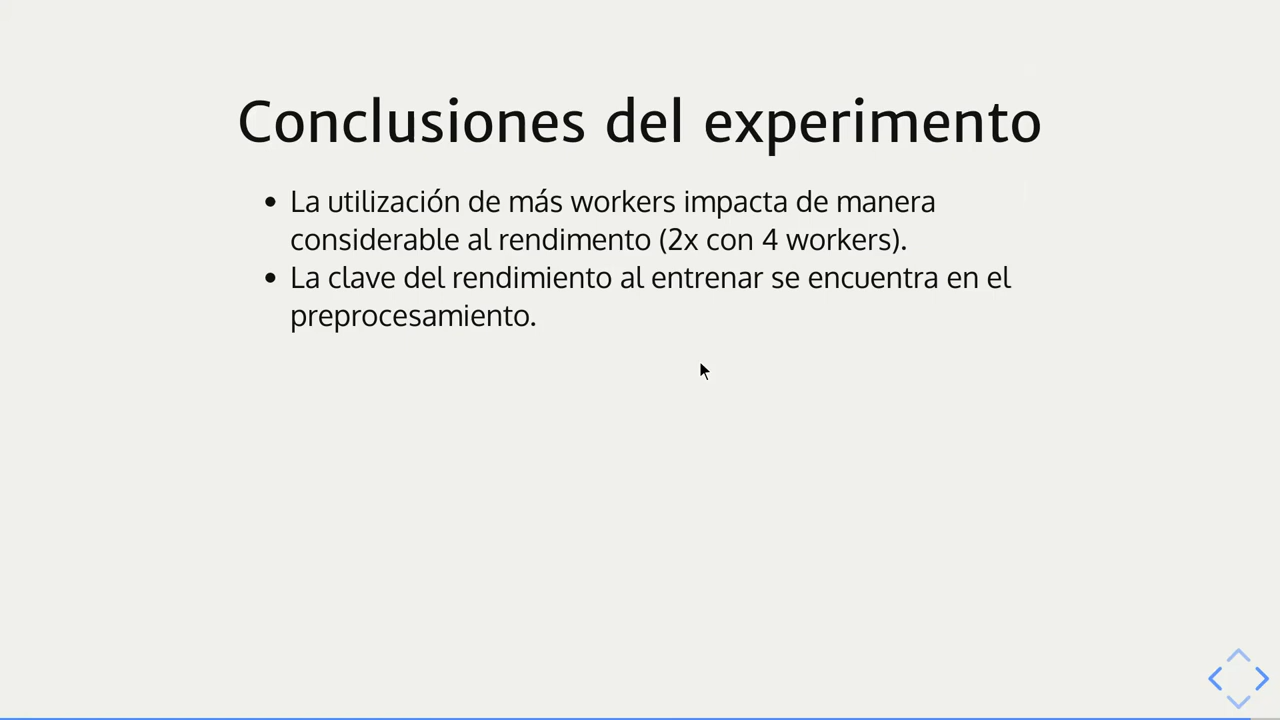 Conclusiones del experimento
• La utilización de más workers impacta de manera
considerable al rendimento (2x con 4 workers).
• La clave del rendimiento al entrenar se encuentra en el
preprocesamiento.